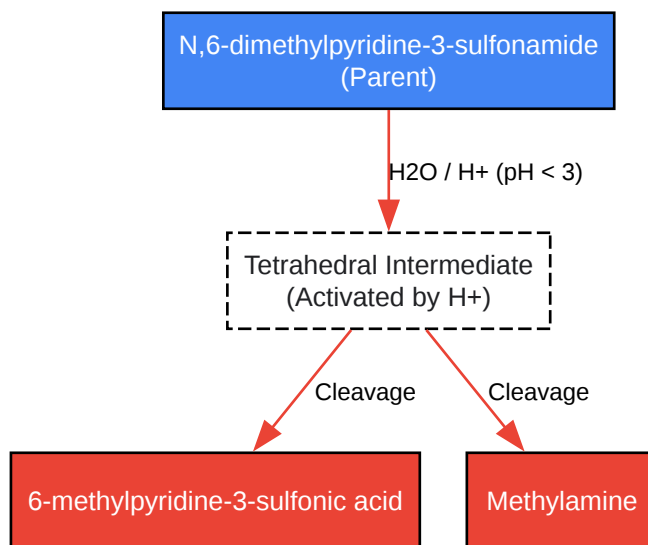 N,6-dimethylpyridine-3-sulfonamide
(Parent)
H2O / H+ (pH < 3)
Tetrahedral Intermediate
(Activated by H+)
Cleavage
Cleavage
6-methylpyridine-3-sulfonic acid
Methylamine